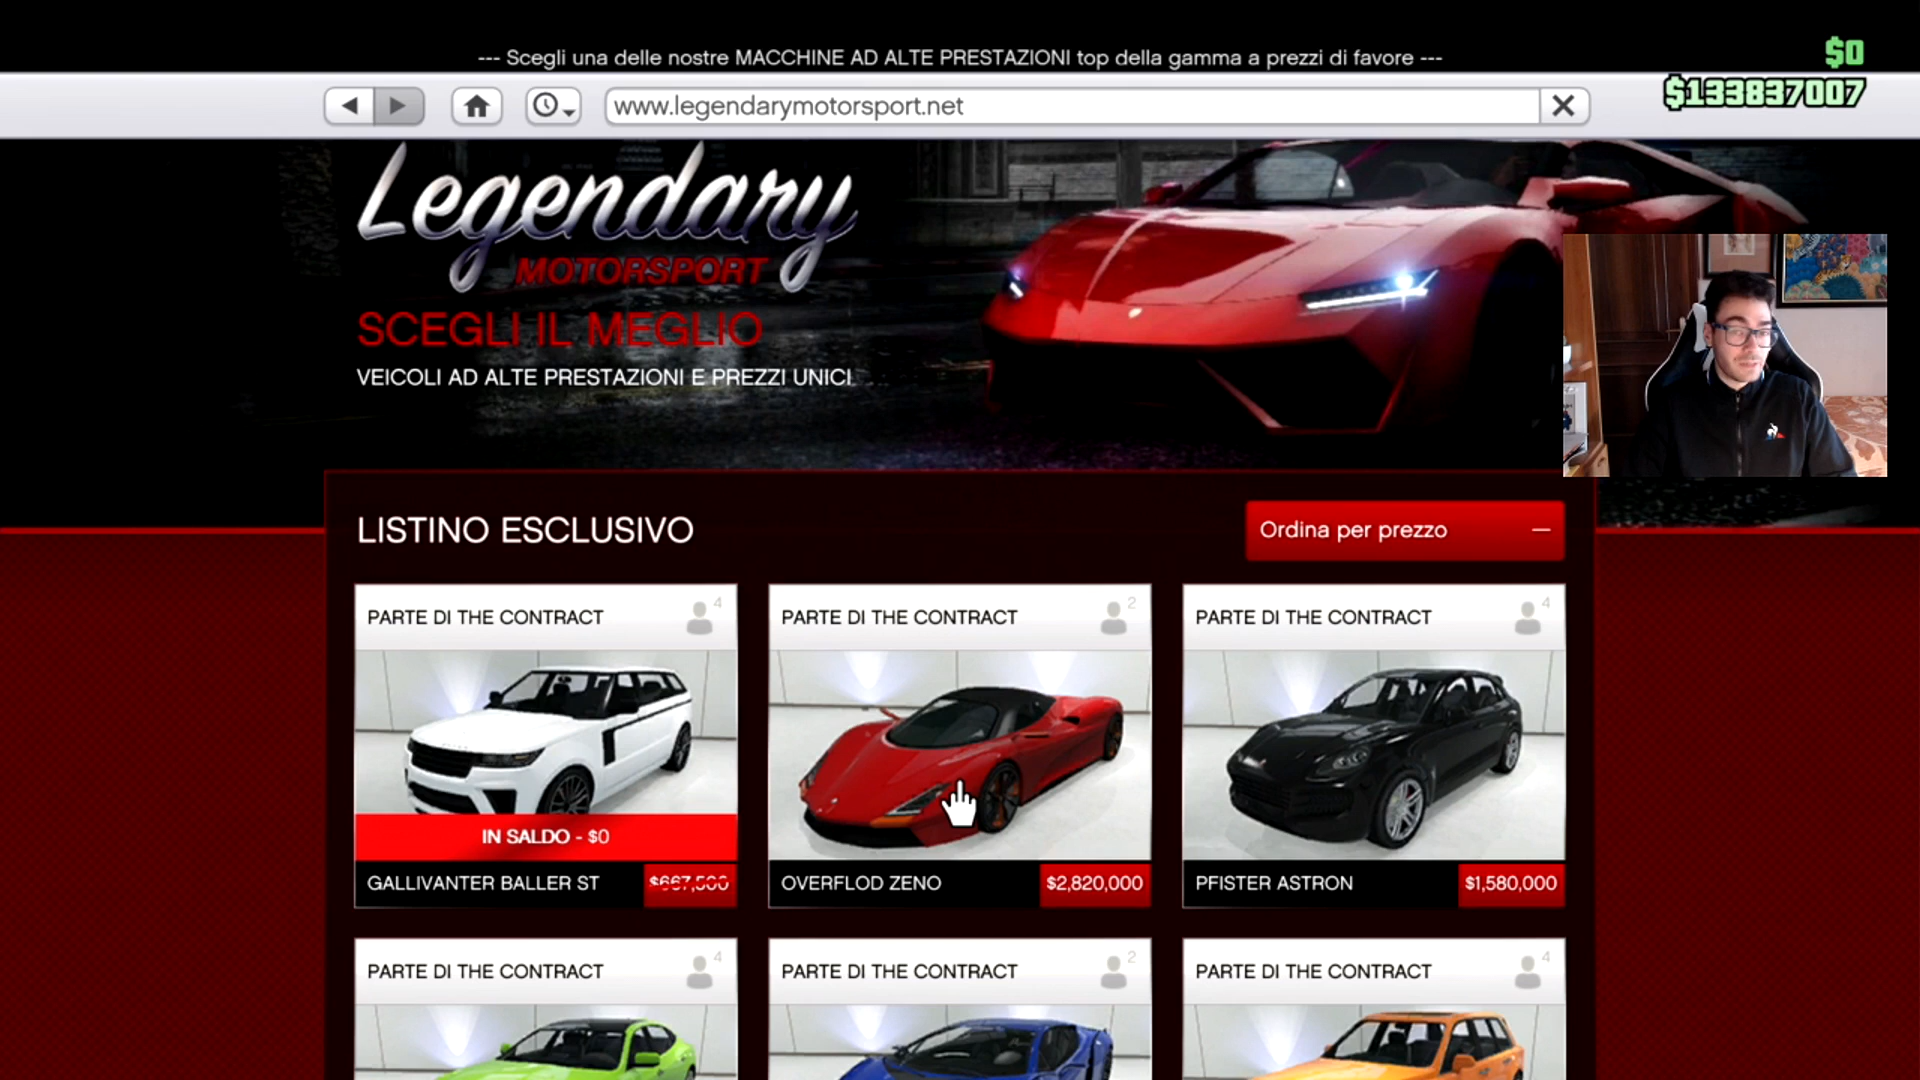 --- Scegli una delle nostre MACCHINE AD ALTE PRESTAZIONI top della gamma a prezzi di favore ---
$0
$133837007
www.legendarymotorsport.net
Legendary
MOTORSPORT
SCEGLI IL MEGLIO
VEICOLI AD ALTE PRESTAZIONI E PREZZI UNICI
LISTINO ESCLUSIVO
Ordina per prezzo
PARTE DI THE CONTRACT 4
PARTE DI THE CONTRACT 2
PARTE DI THE CONTRACT 4
IN SALDO - $0
GALLIVANTER BALLER ST $667,500
OVERFLOD ZENO $2,820,000
PFISTER ASTRON $1,580,000
PARTE DI THE CONTRACT 4
PARTE DI THE CONTRACT 2
PARTE DI THE CONTRACT 4